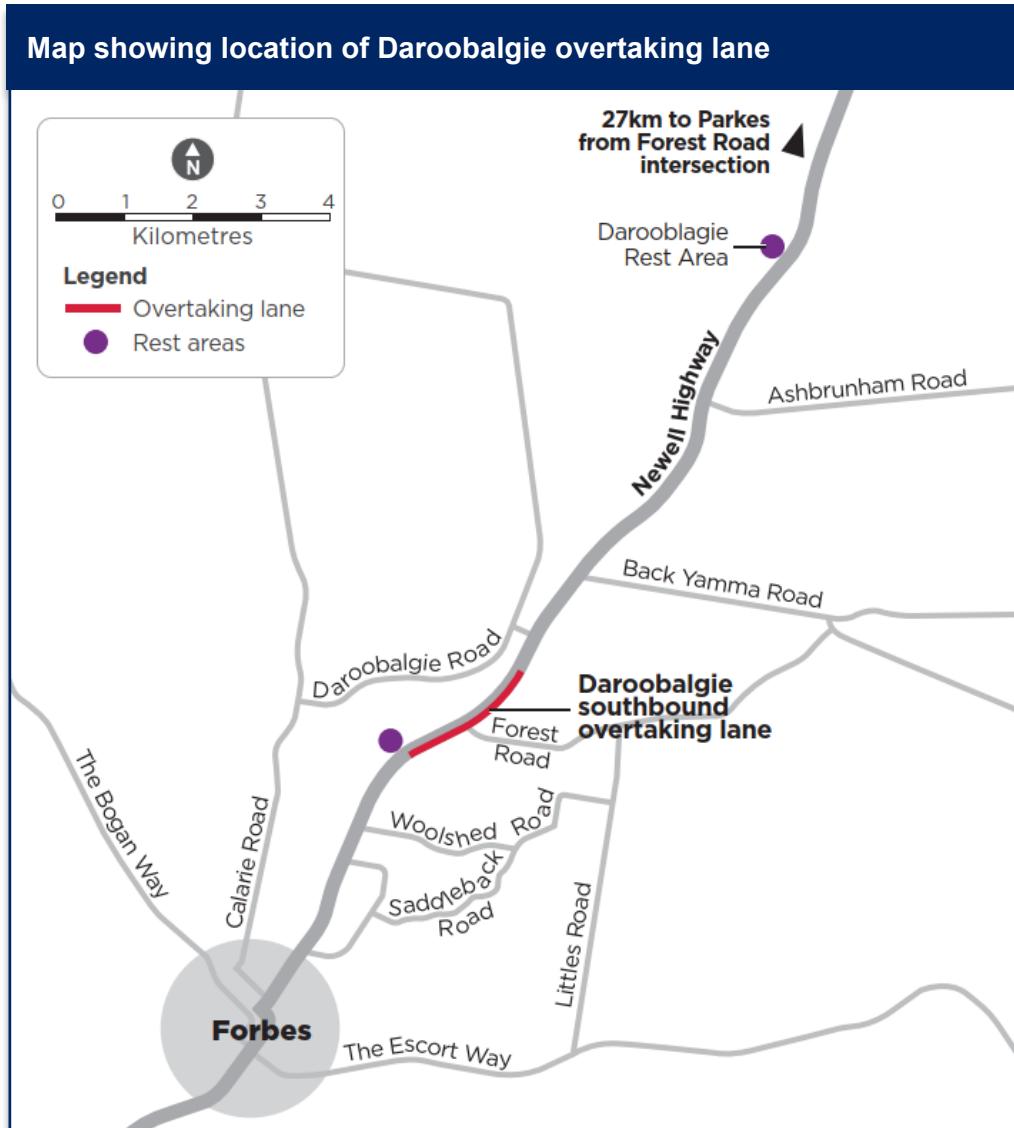 Map showing location of Daroobalgie overtaking lane
27km to Parkes
from Forest Road
intersection
N
0 1 2 3 4
Kilometres
Legend
Overtaking lane
Rest areas
Darooblagie
Rest Area
Newell Highway
Ashbrunham Road
Back Yamma Road
Daroobalgie Road
Daroobalgie
southbound
overtaking lane
Forest
Road
The Bogan Way
Calarie Road
Woolshed Road
Saddleback
Road
Littles Road
Forbes
The Escort Way